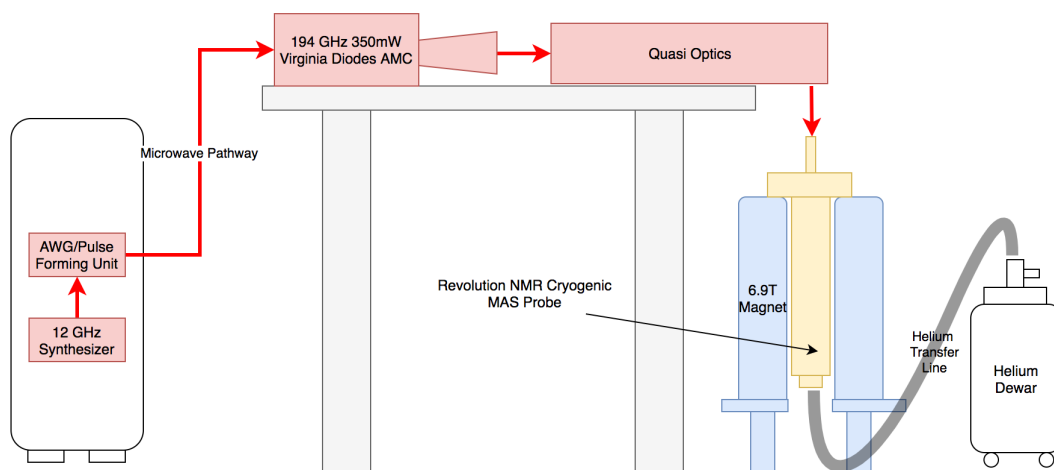 194 GHz 350mW
Virginia Diodes AMC
Quasi Optics
Microwave Pathway
AWG/Pulse
Forming Unit
12 GHz
Synthesizer
Revolution NMR Cryogenic
MAS Probe
6.9T
Magnet
Helium
Transfer
Line
Helium
Dewar